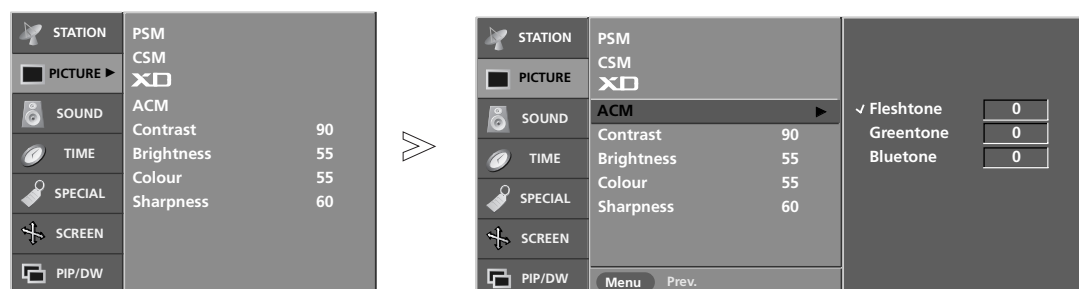 STATION
PICTURE ►
SOUND
TIME
SPECIAL
SCREEN
PIP/DW
PSM
CSM
XD
ACM
Contrast 90
Brightness 55
Colour 55
Sharpness 60
STATION
PICTURE
SOUND
TIME
SPECIAL
SCREEN
PIP/DW
PSM
CSM
XD
ACM ►
Contrast 90
Brightness 55
Colour 55
Sharpness 60
Menu Prev.
✓ Fleshtone 0
Greentone 0
Bluetone 0